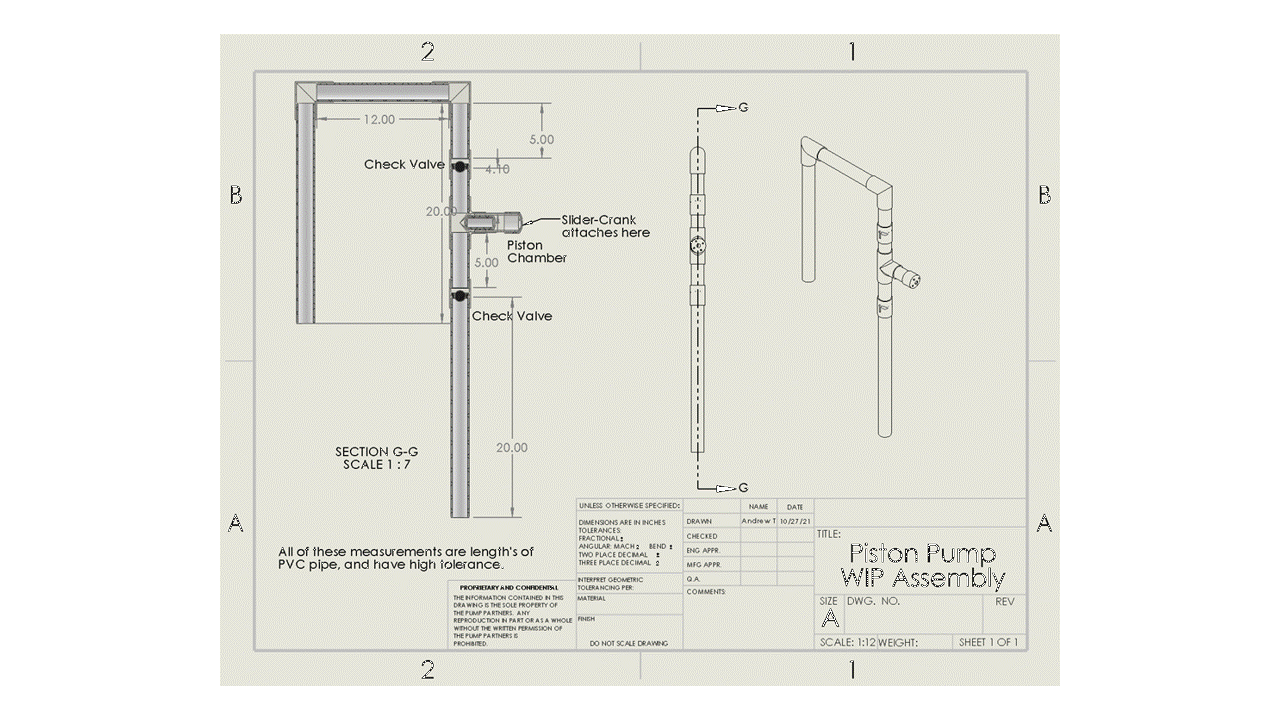 2
1
G
12.00
5.00
Check Valve
4.10
B
B
20.00
Slider-Crank
attaches here
Piston
Chamber
5.00
Check Valve
20.00
SECTION G-G
SCALE 1 : 7
G
A
A
All of these measurements are length's of
PVC pipe, and have high tolerance.
PROPRIETARY AND CONFIDENTIAL
THE INFORMATION CONTAINED IN THIS
DRAWING IS THE SOLE PROPERTY OF
THE PUMP PARTNERS. ANY
REPRODUCTION IN PART OR AS A WHOLE
WITHOUT THE WRITTEN PERMISSION OF
THE PUMP PARTNERS IS
PROHIBITED.
UNLESS OTHERWISE SPECIFIED:
DIMENSIONS ARE IN INCHES
TOLERANCES:
FRACTIONAL ±
ANGULAR: MACH ± BEND ±
TWO PLACE DECIMAL ±
THREE PLACE DECIMAL ±
INTERPRET GEOMETRIC
TOLERANCING PER:
MATERIAL
FINISH
DO NOT SCALE DRAWING
NAME DATE
DRAWN Andrew T 10/27/21
CHECKED
ENG APPR.
MFG APPR.
Q.A.
COMMENTS:
TITLE:
Piston Pump
WIP Assembly
SIZE DWG. NO. REV
A
SCALE: 1:12 WEIGHT: SHEET 1 OF 1
2
1